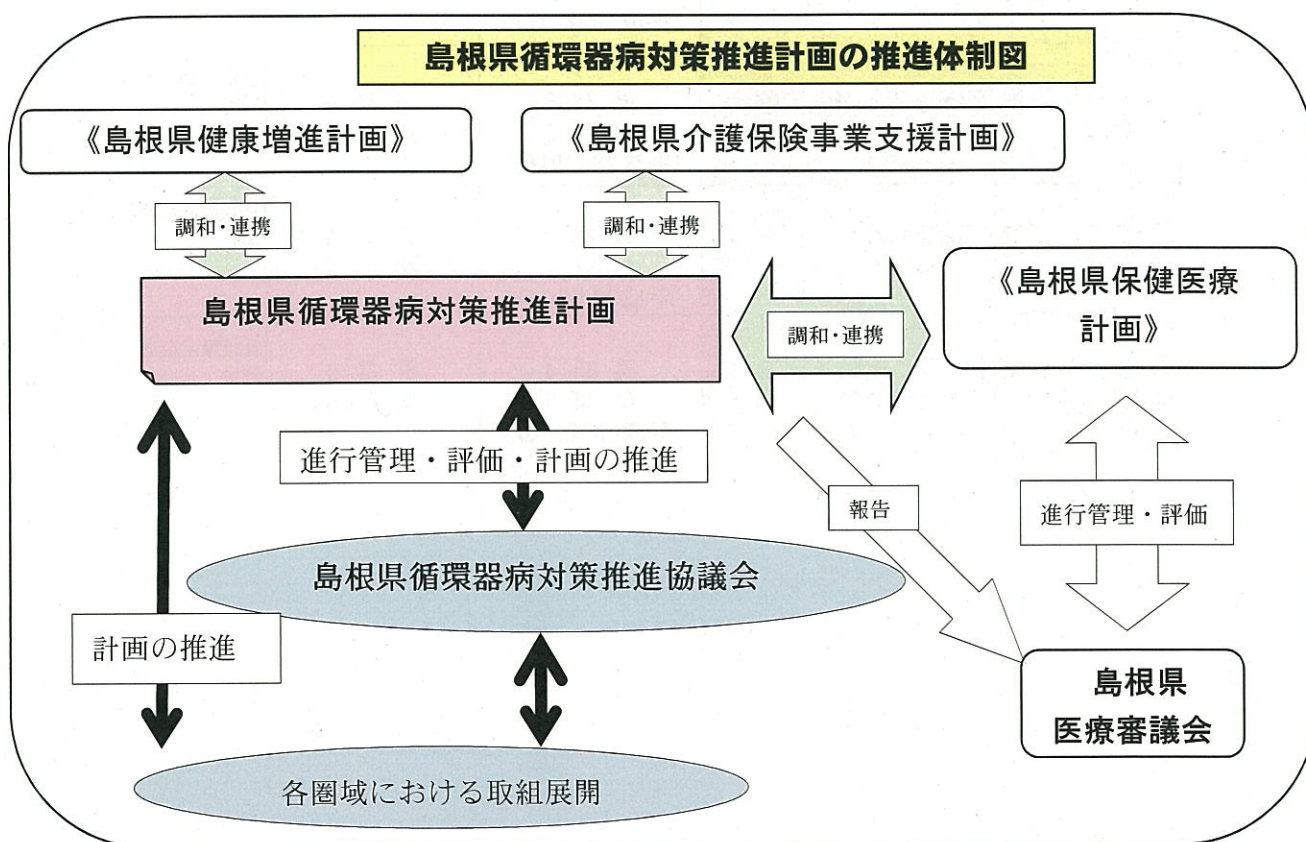 島根県循環器病対策推進計画の推進体制図
《島根県健康増進計画》
《島根県介護保険事業支援計画》
調和・連携
調和・連携
島根県循環器病対策推進計画
調和・連携
《島根県保健医療
計画》
進行管理・評価・計画の推進
報告
進行管理・評価
島根県循環器病対策推進協議会
計画の推進
島根県
医療審議会
各圏域における取組展開